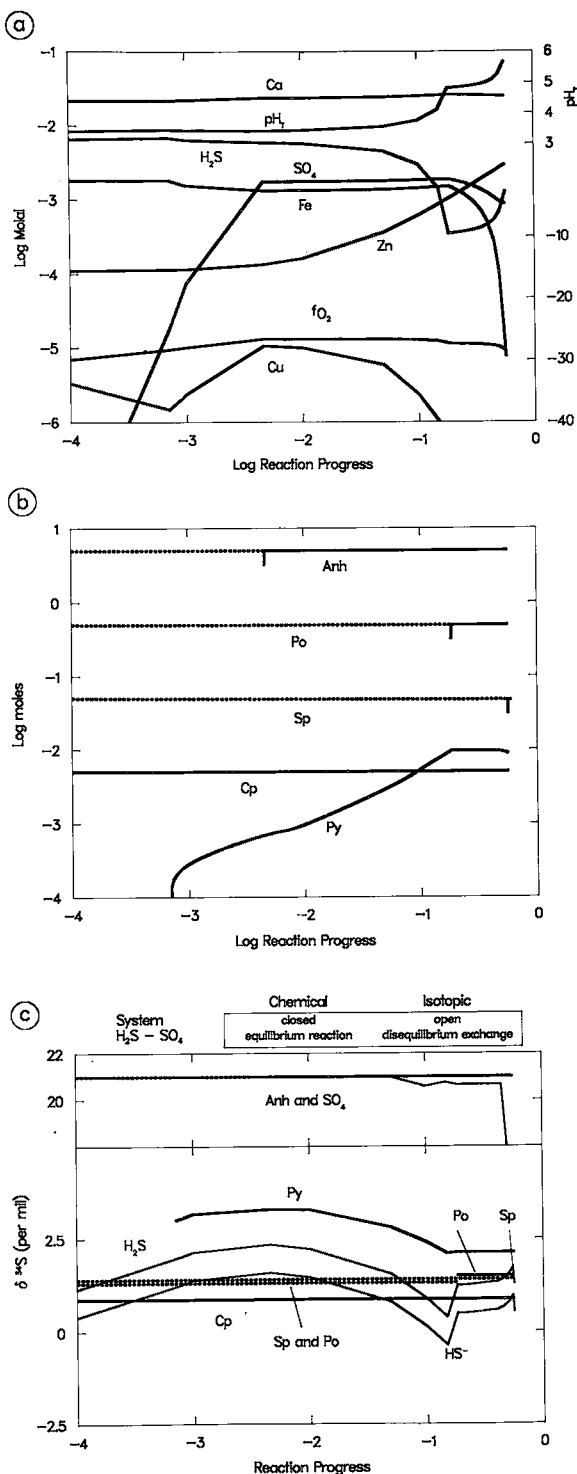 a
-1
-2
-3
-4
-5
-6
Log Molal
6
5
4
3
-10
-20
-30
-40
pH_T
Ca
pH_T
H₂S
SO₄
Fe
Zn
fO₂
Cu
-4
-3
-2
-1
0
Log Reaction Progress
b
1
0
-1
-2
-3
-4
Log moles
Anh
Po
Sp
Cp
Py
-4
-3
-2
-1
0
Log Reaction Progress
c
System
H₂S – SO₄
Chemical
closed
equilibrium reaction
Isotopic
open
disequilibrium exchange
22
20
2.5
0
-2.5
δ ³⁴S (per mil)
Anh and SO₄
Py
Po
Sp
H₂S
Cp
Sp and Po
HS⁻
-4
-3
-2
-1
0
Reaction Progress